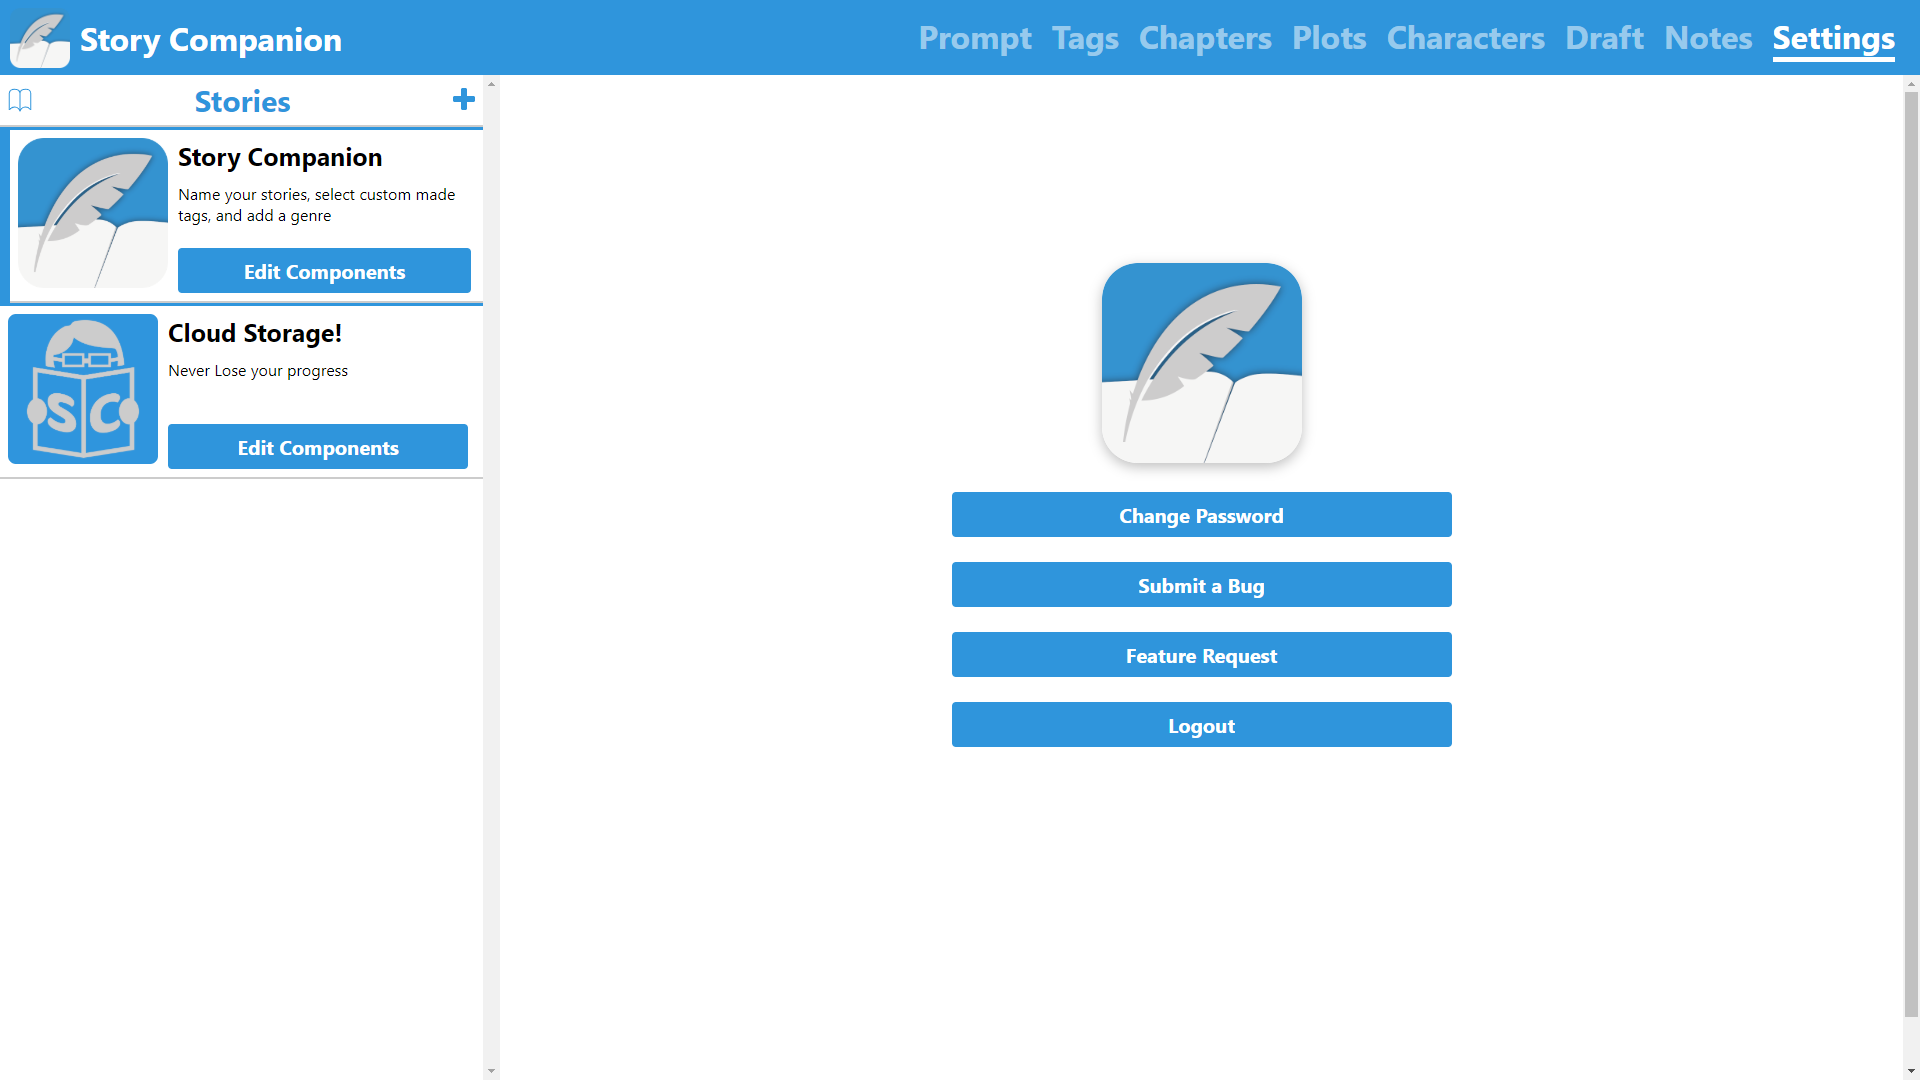 Story Companion
Prompt Tags Chapters Plots Characters Draft Notes Settings
Stories
Story Companion
Name your stories, select custom made
tags, and add a genre
Edit Components
SC
Cloud Storage!
Never Lose your progress
Edit Components
Change Password
Submit a Bug
Feature Request
Logout